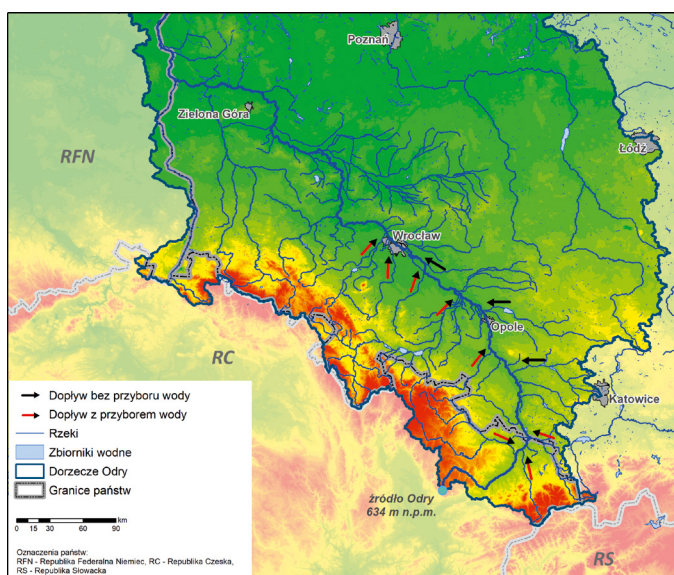 Poznań
Zielona Góra
RFN
Łódź
Wrocław
Opole
RC
Katowice
Dopływ bez przyboru wody
Dopływ z przyborem wody
Rzeki
Zbiorniki wodne
Dorzecze Odry
Granice państw
źródło Odry
634 m n.p.m.
0 15 30 60 90
km
RS
Oznaczenia państw:
RFN - Republika Federalna Niemiec, RC - Republika Czeska,
RS - Republika Słowacka